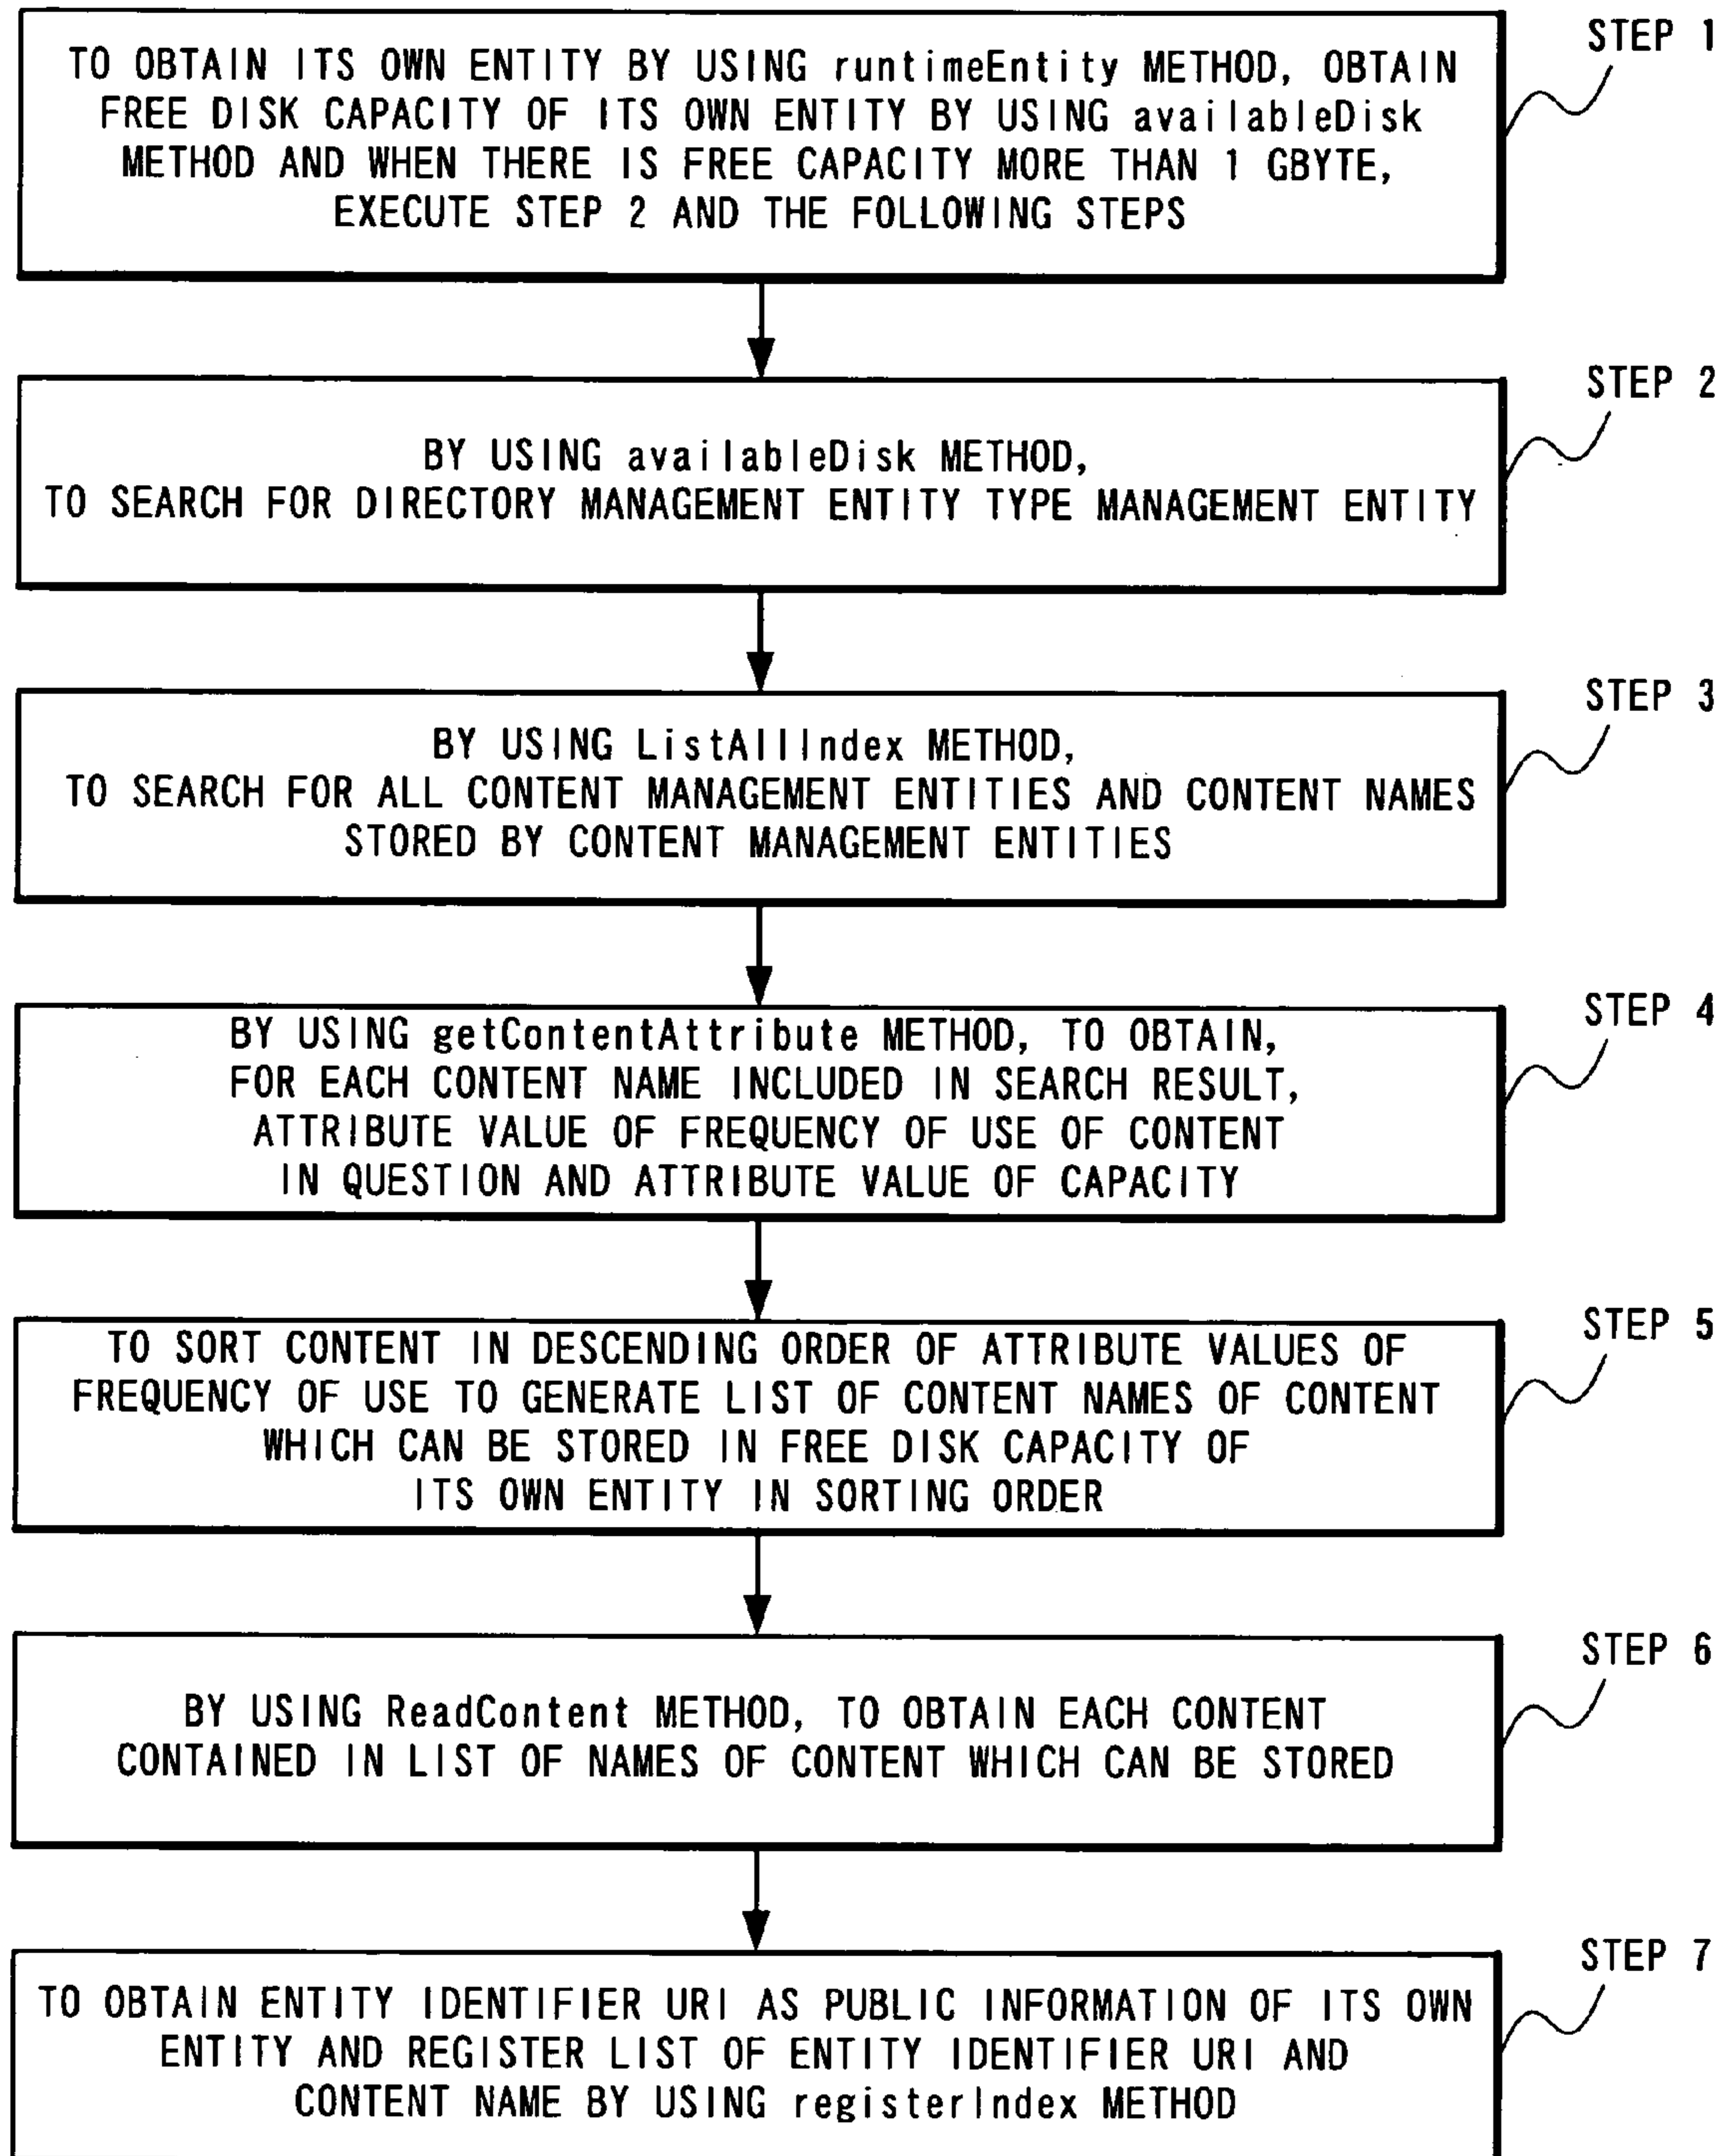 STEP 1
TO OBTAIN ITS OWN ENTITY BY USING runtimeEntity METHOD, OBTAIN
FREE DISK CAPACITY OF ITS OWN ENTITY BY USING availableDisk
METHOD AND WHEN THERE IS FREE CAPACITY MORE THAN 1 GBYTE,
EXECUTE STEP 2 AND THE FOLLOWING STEPS
STEP 2
BY USING availableDisk METHOD,
TO SEARCH FOR DIRECTORY MANAGEMENT ENTITY TYPE MANAGEMENT ENTITY
STEP 3
BY USING ListAllIndex METHOD,
TO SEARCH FOR ALL CONTENT MANAGEMENT ENTITIES AND CONTENT NAMES
STORED BY CONTENT MANAGEMENT ENTITIES
STEP 4
BY USING getContentAttribute METHOD, TO OBTAIN,
FOR EACH CONTENT NAME INCLUDED IN SEARCH RESULT,
ATTRIBUTE VALUE OF FREQUENCY OF USE OF CONTENT
IN QUESTION AND ATTRIBUTE VALUE OF CAPACITY
STEP 5
TO SORT CONTENT IN DESCENDING ORDER OF ATTRIBUTE VALUES OF
FREQUENCY OF USE TO GENERATE LIST OF CONTENT NAMES OF CONTENT
WHICH CAN BE STORED IN FREE DISK CAPACITY OF
ITS OWN ENTITY IN SORTING ORDER
STEP 6
BY USING ReadContent METHOD, TO OBTAIN EACH CONTENT
CONTAINED IN LIST OF NAMES OF CONTENT WHICH CAN BE STORED
STEP 7
TO OBTAIN ENTITY IDENTIFIER URI AS PUBLIC INFORMATION OF ITS OWN
ENTITY AND REGISTER LIST OF ENTITY IDENTIFIER URI AND
CONTENT NAME BY USING registerIndex METHOD